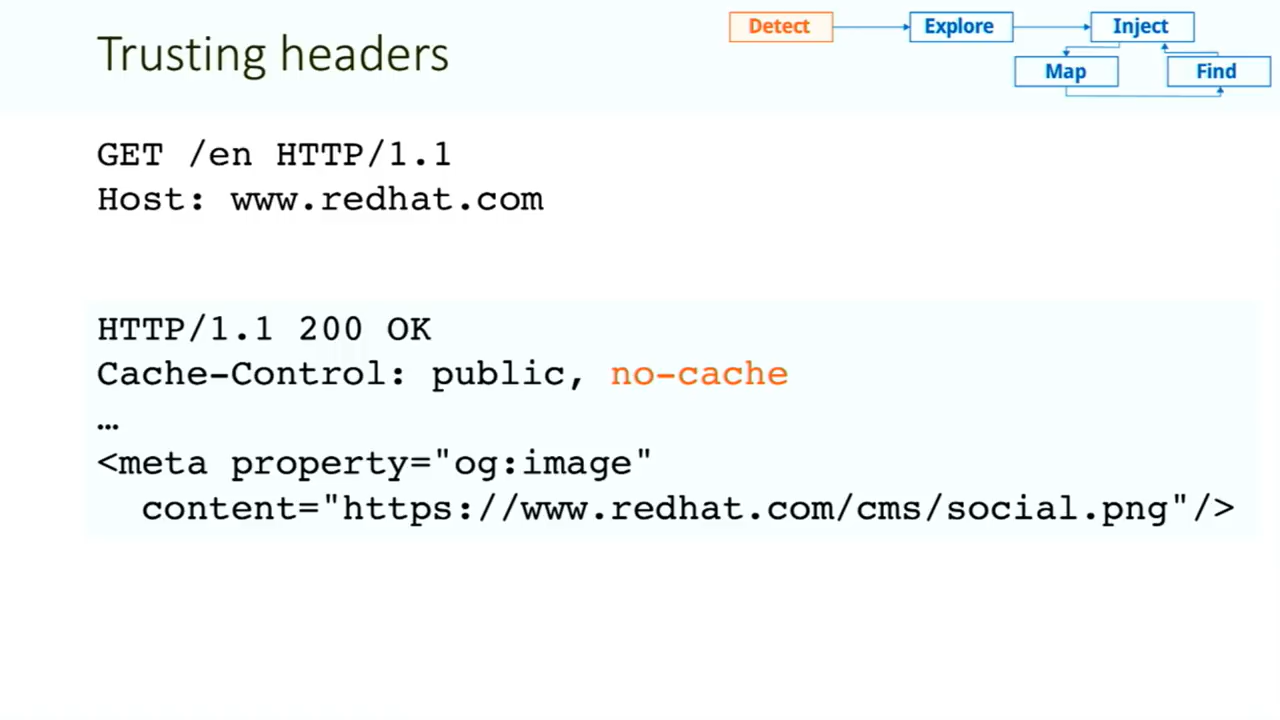 Trusting headers
Detect
Explore
Inject
Map
Find
GET /en HTTP/1.1
Host: www.redhat.com
HTTP/1.1 200 OK
Cache-Control: public, no-cache
…
<meta property="og:image"
content="https://www.redhat.com/cms/social.png"/>